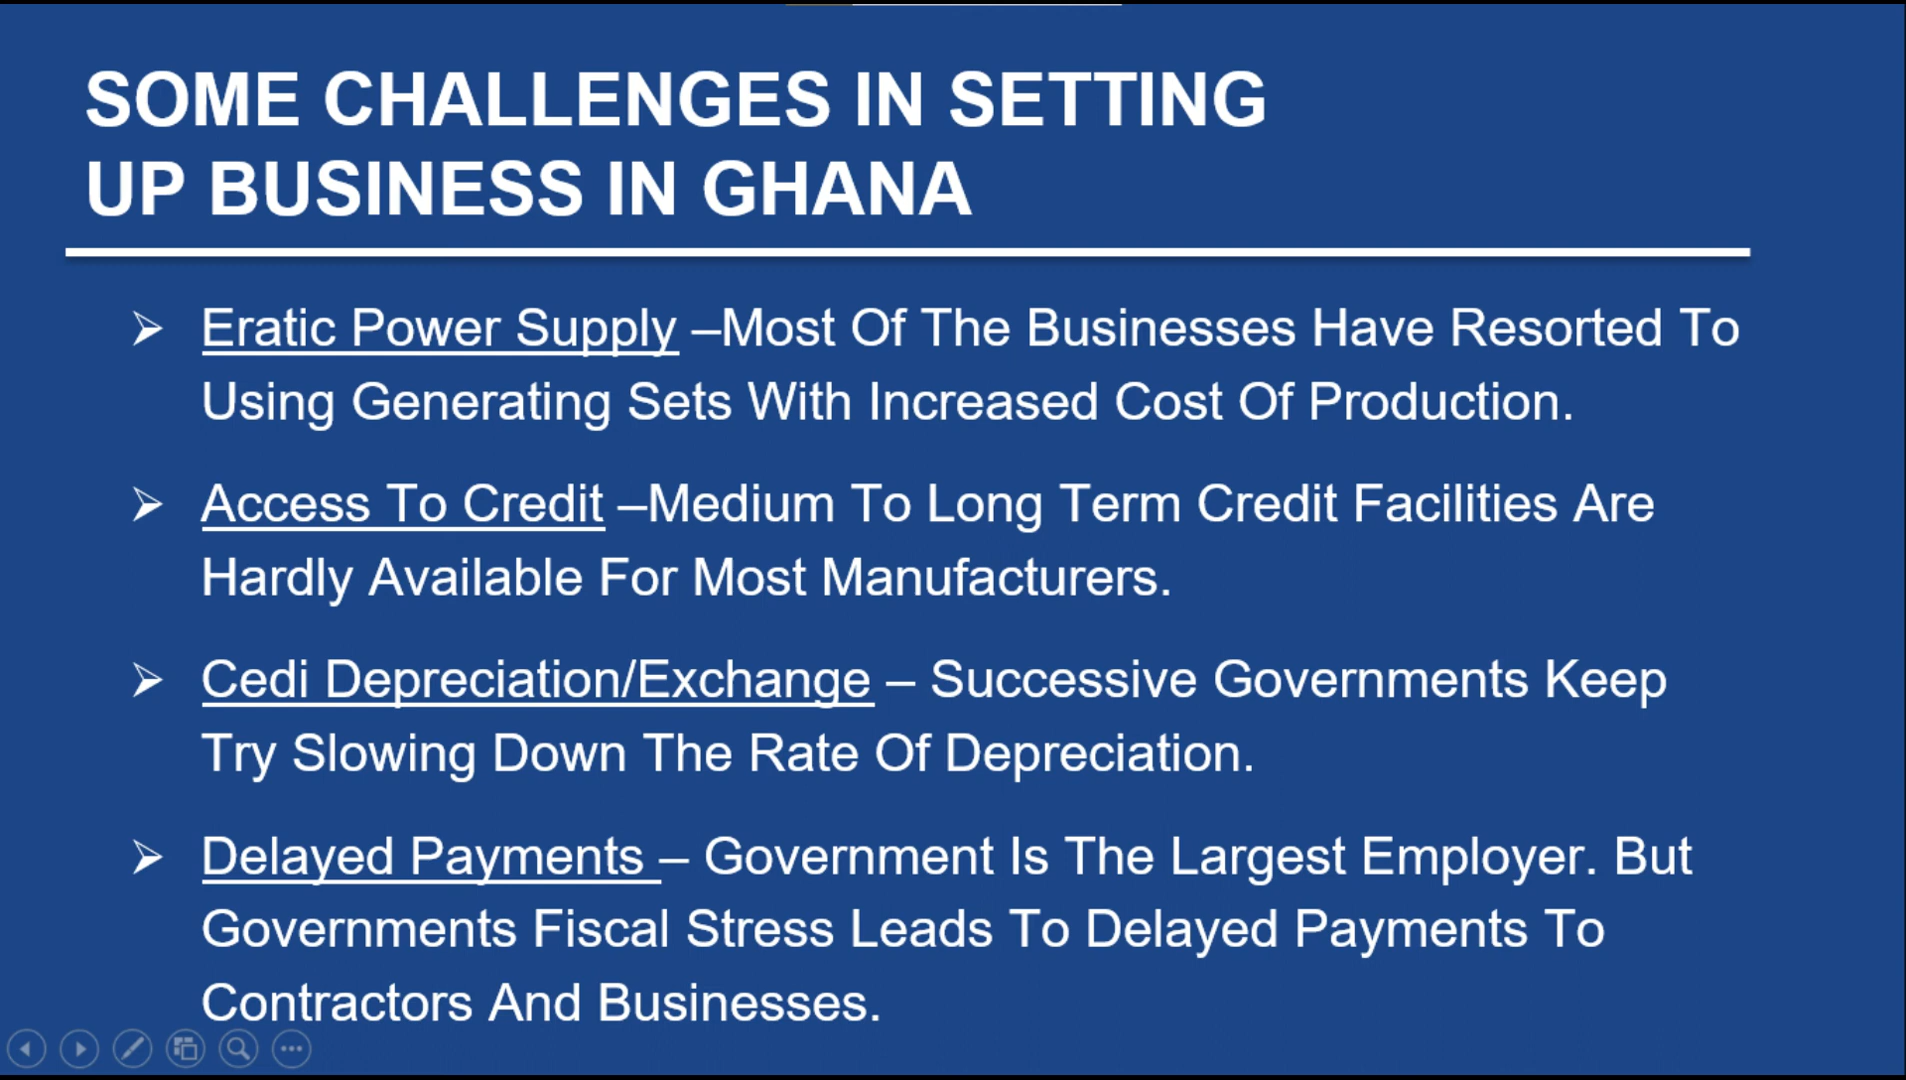 SOME CHALLENGES IN SETTING
UP BUSINESS IN GHANA
➢ Eratic Power Supply –Most Of The Businesses Have Resorted To
Using Generating Sets With Increased Cost Of Production.
➢ Access To Credit –Medium To Long Term Credit Facilities Are
Hardly Available For Most Manufacturers.
➢ Cedi Depreciation/Exchange – Successive Governments Keep
Try Slowing Down The Rate Of Depreciation.
➢ Delayed Payments – Government Is The Largest Employer. But
Governments Fiscal Stress Leads To Delayed Payments To
Contractors And Businesses.